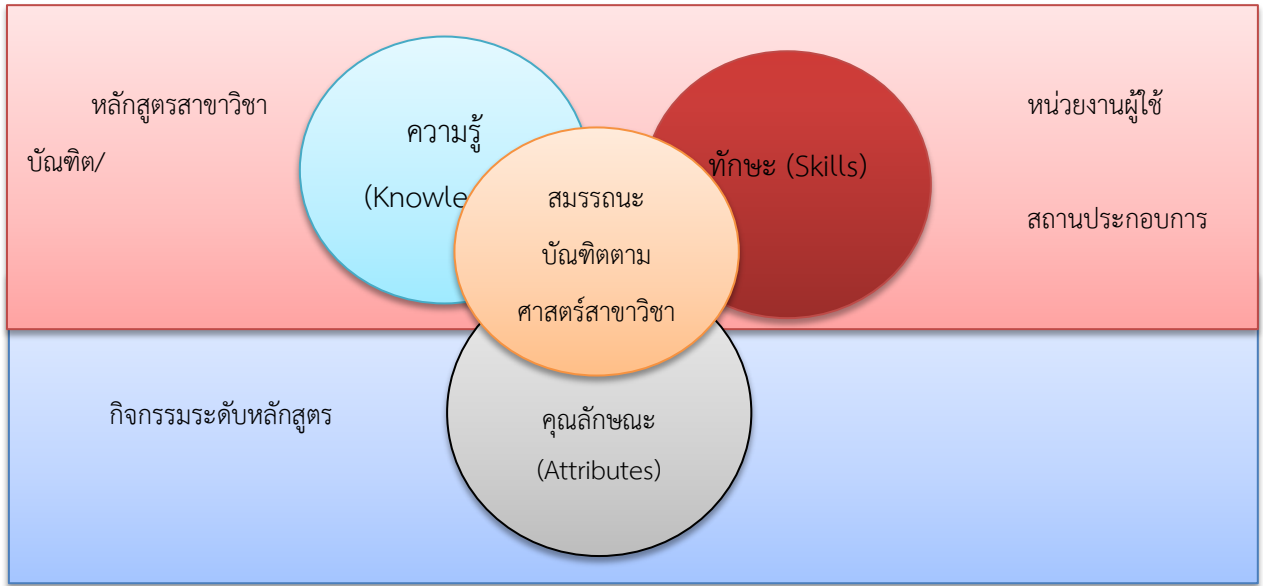 หลักสูตรสาขาวิชา
หน่วยงานผู้ใช้
บัณฑิต/
สถานประกอบการ
ความรู้
(Knowle
ทักษะ (Skills)
สมรรถนะ
บัณฑิตตาม
ศาสตร์สาขาวิชา
กิจกรรมระดับหลักสูตร
คุณลักษณะ
(Attributes)